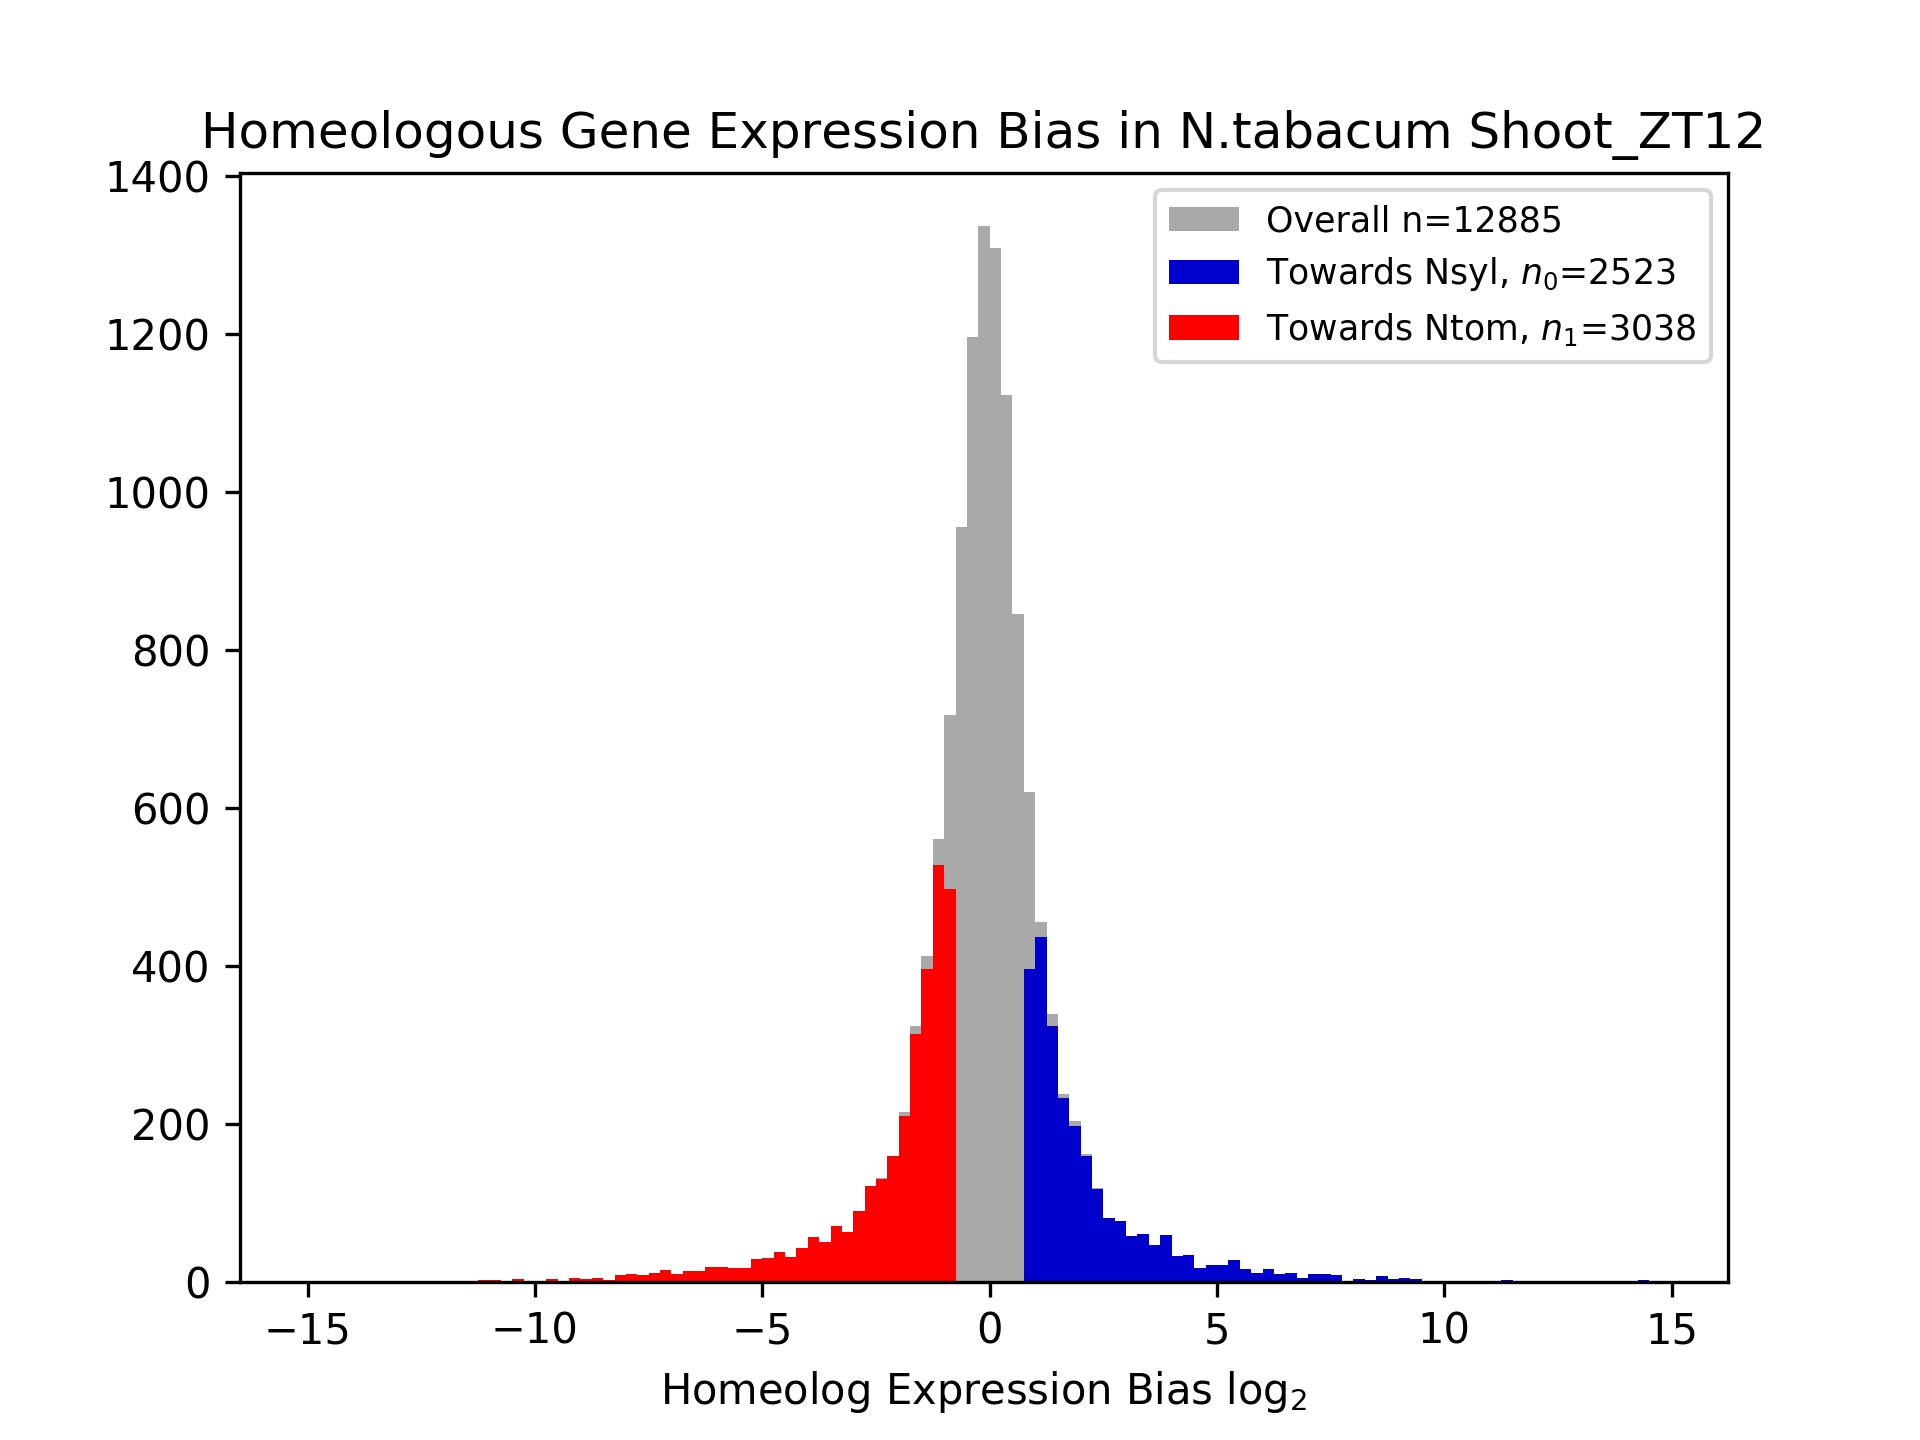 Homeologous Gene Expression Bias in N.tabacum Shoot_ZT12
1400
1200
1000
800
600
400
200
0
Overall n=12885
Towards Nsyl, n₀=2523
Towards Ntom, n₁=3038
−15 −10 −5 0 5 10 15
Homeolog Expression Bias log₂